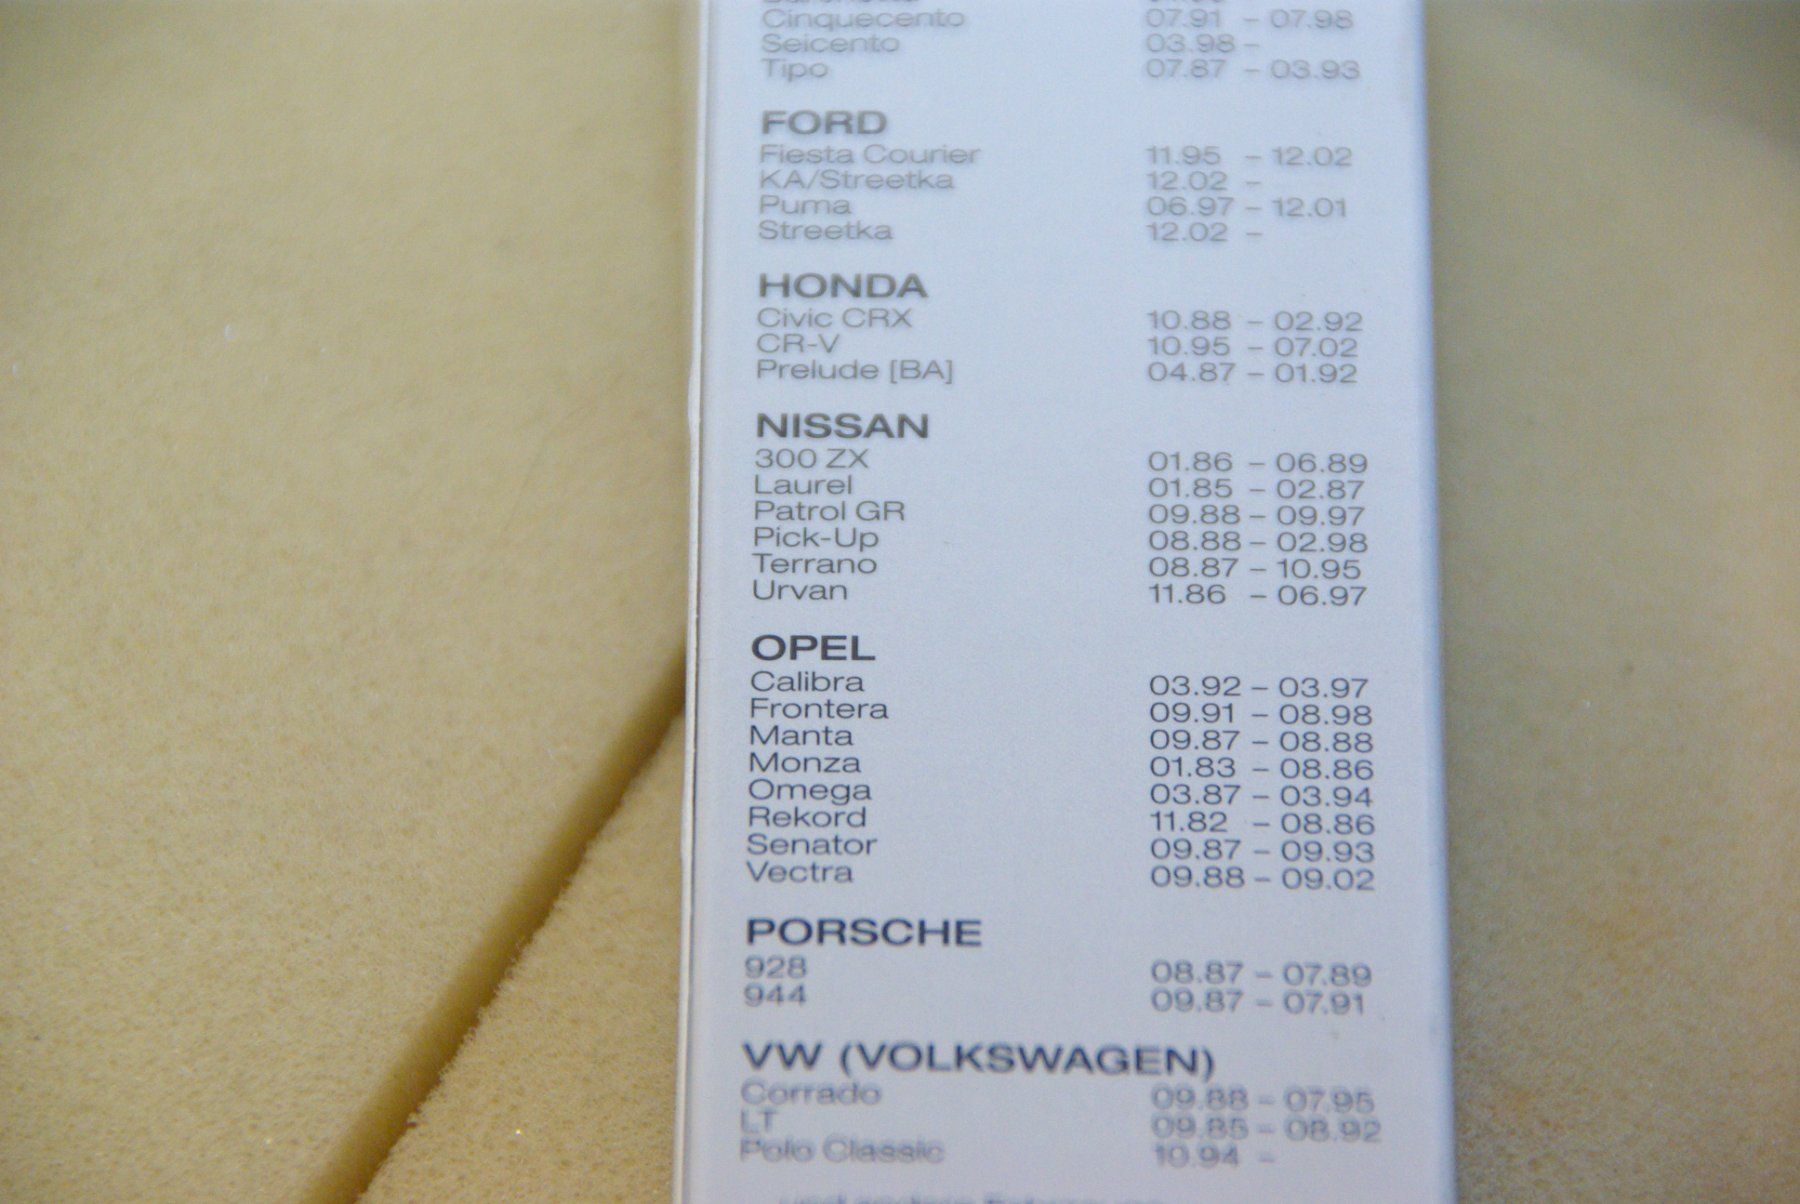 Cinquecento 07.91 – 07.98
Seicento 03.98 –
Tipo 07.87 – 03.93
FORD
Fiesta Courier 11.95 – 12.02
KA/Streetka 12.02 –
Puma 06.97 – 12.01
Streetka 12.02 –
HONDA
Civic CRX 10.88 – 02.92
CR-V 10.95 – 07.02
Prelude [BA] 04.87 – 01.92
NISSAN
300 ZX 01.86 – 06.89
Laurel 01.85 – 02.87
Patrol GR 09.88 – 09.97
Pick-Up 08.88 – 02.98
Terrano 08.87 – 10.95
Urvan 11.86 – 06.97
OPEL
Calibra 03.92 – 03.97
Frontera 09.91 – 08.98
Manta 09.87 – 08.88
Monza 01.83 – 08.86
Omega 03.87 – 03.94
Rekord 11.82 – 08.86
Senator 09.87 – 09.93
Vectra 09.88 – 09.02
PORSCHE
928 08.87 – 07.89
944 09.87 – 07.91
VW (VOLKSWAGEN)
Corrado 09.88 – 07.95
LT 09.85 – 08.92
Polo Classic 10.94 –